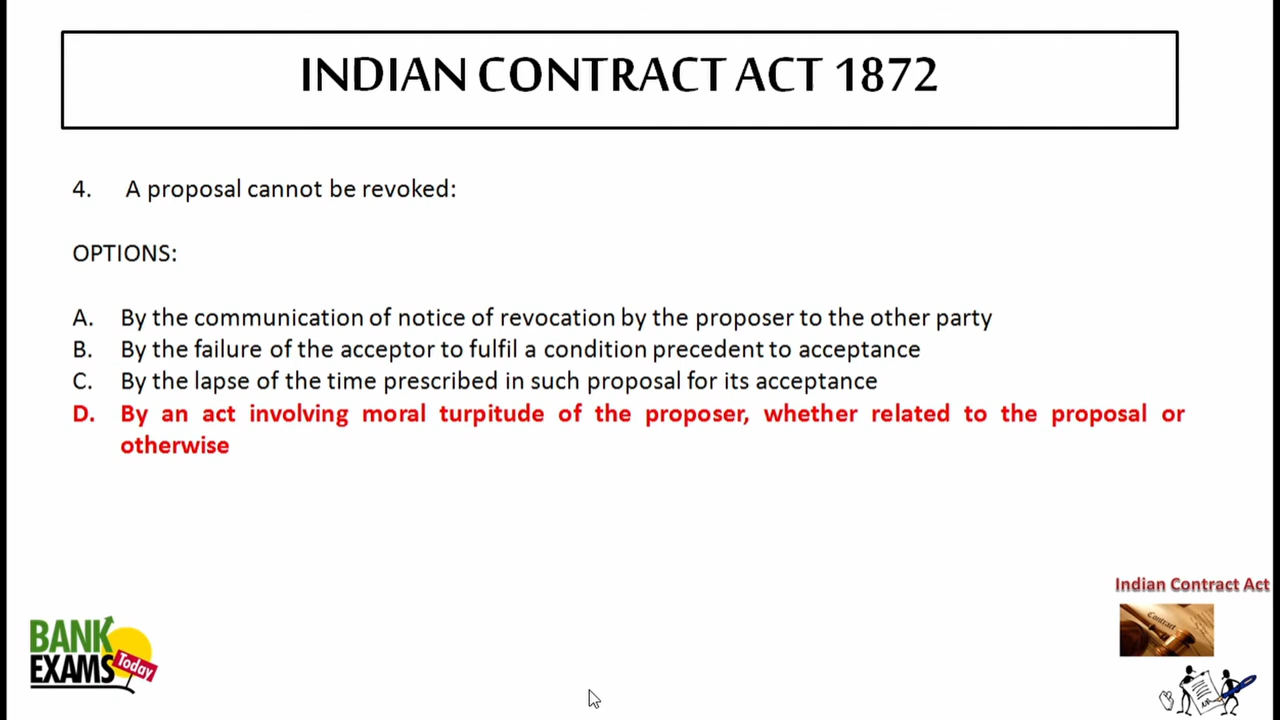 INDIAN CONTRACT ACT 1872
4. A proposal cannot be revoked:
OPTIONS:
A. By the communication of notice of revocation by the proposer to the other party
B. By the failure of the acceptor to fulfil a condition precedent to acceptance
C. By the lapse of the time prescribed in such proposal for its acceptance
D. By an act involving moral turpitude of the proposer, whether related to the proposal or
otherwise
Indian Contract Act
Contract
BANK
EXAMS
Today